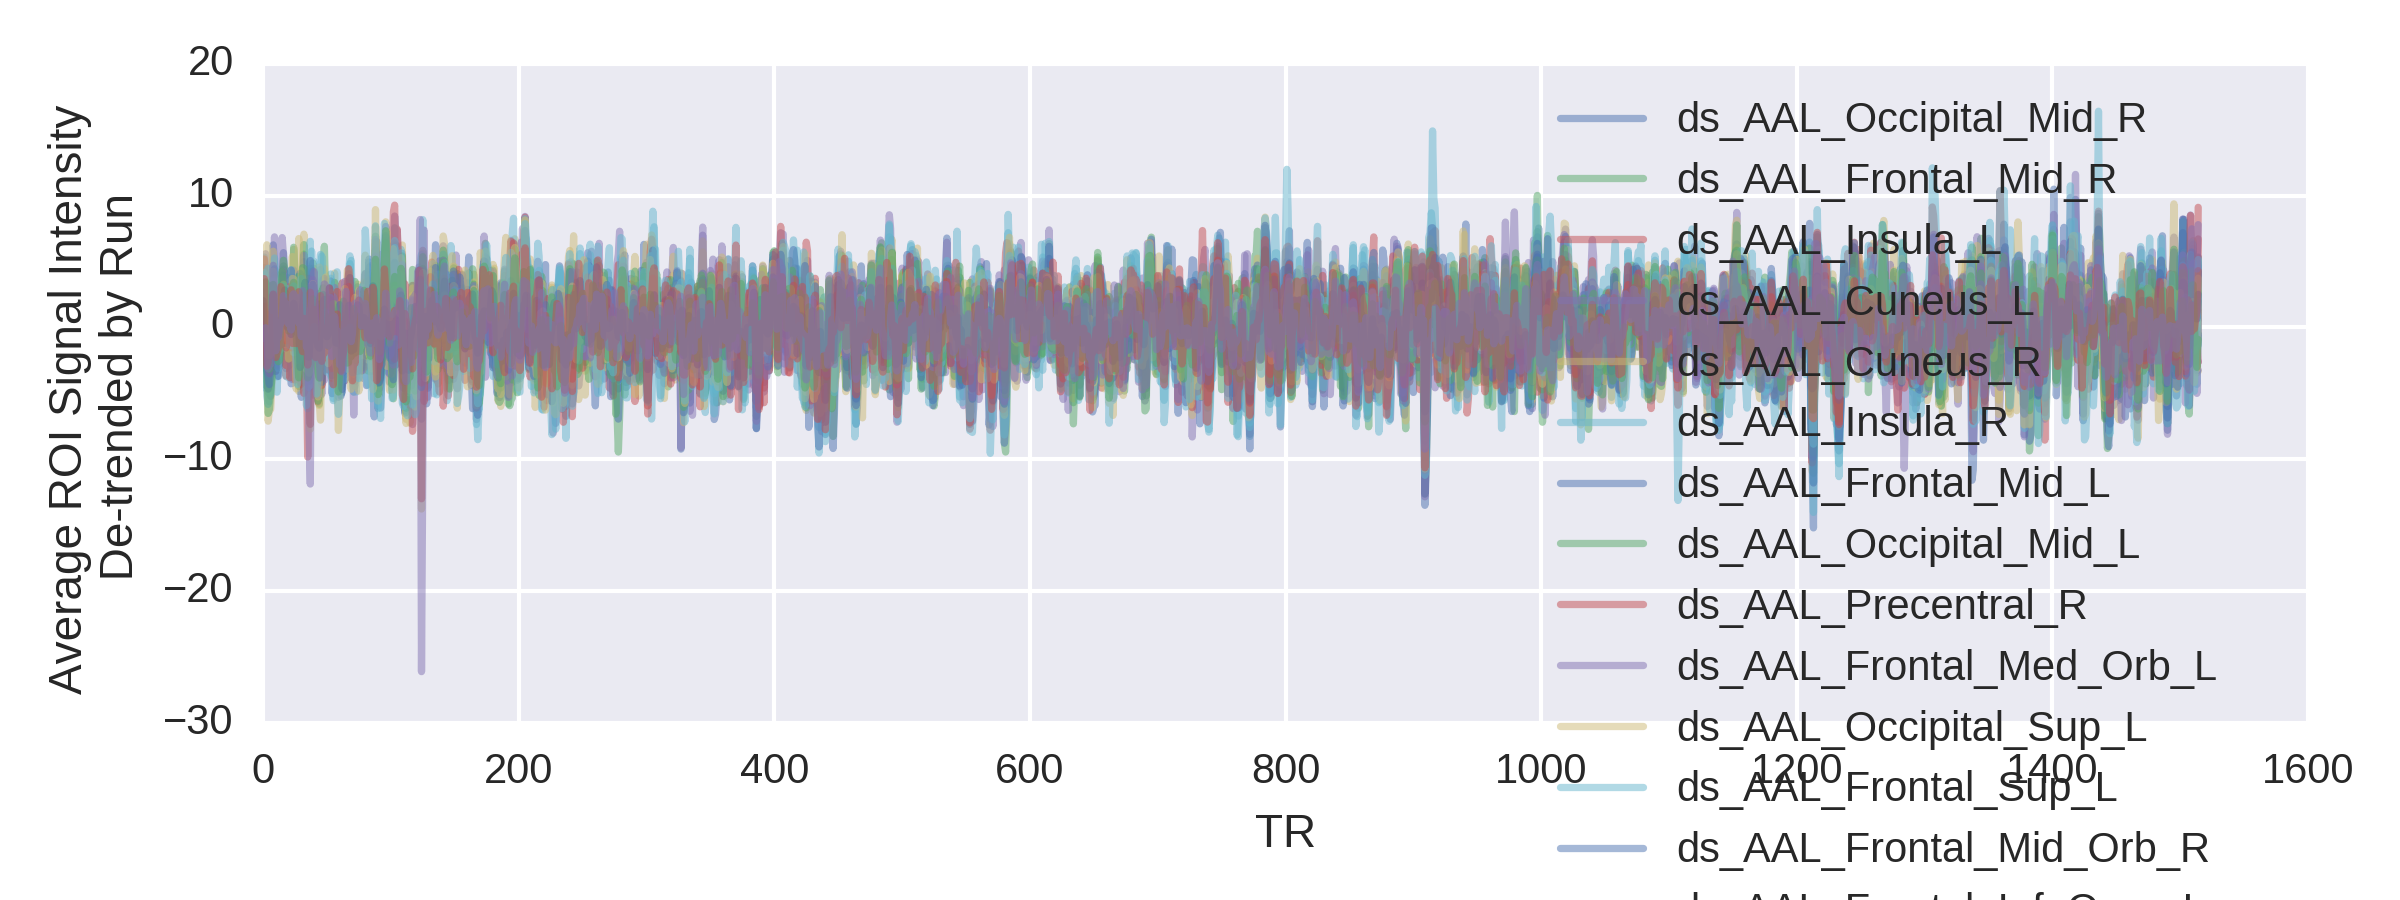 Average ROI Signal Intensity
De-trended by Run
20
10
0
−10
−20
−30
0 200 400 600 800 1000 1200 1400 1600
TR
ds_AAL_Occipital_Mid_R
ds_AAL_Frontal_Mid_R
ds_AAL_Insula_L
ds_AAL_Cuneus_L
ds_AAL_Cuneus_R
ds_AAL_Insula_R
ds_AAL_Frontal_Mid_L
ds_AAL_Occipital_Mid_L
ds_AAL_Precentral_R
ds_AAL_Frontal_Med_Orb_L
ds_AAL_Occipital_Sup_L
ds_AAL_Frontal_Sup_L
ds_AAL_Frontal_Mid_Orb_R